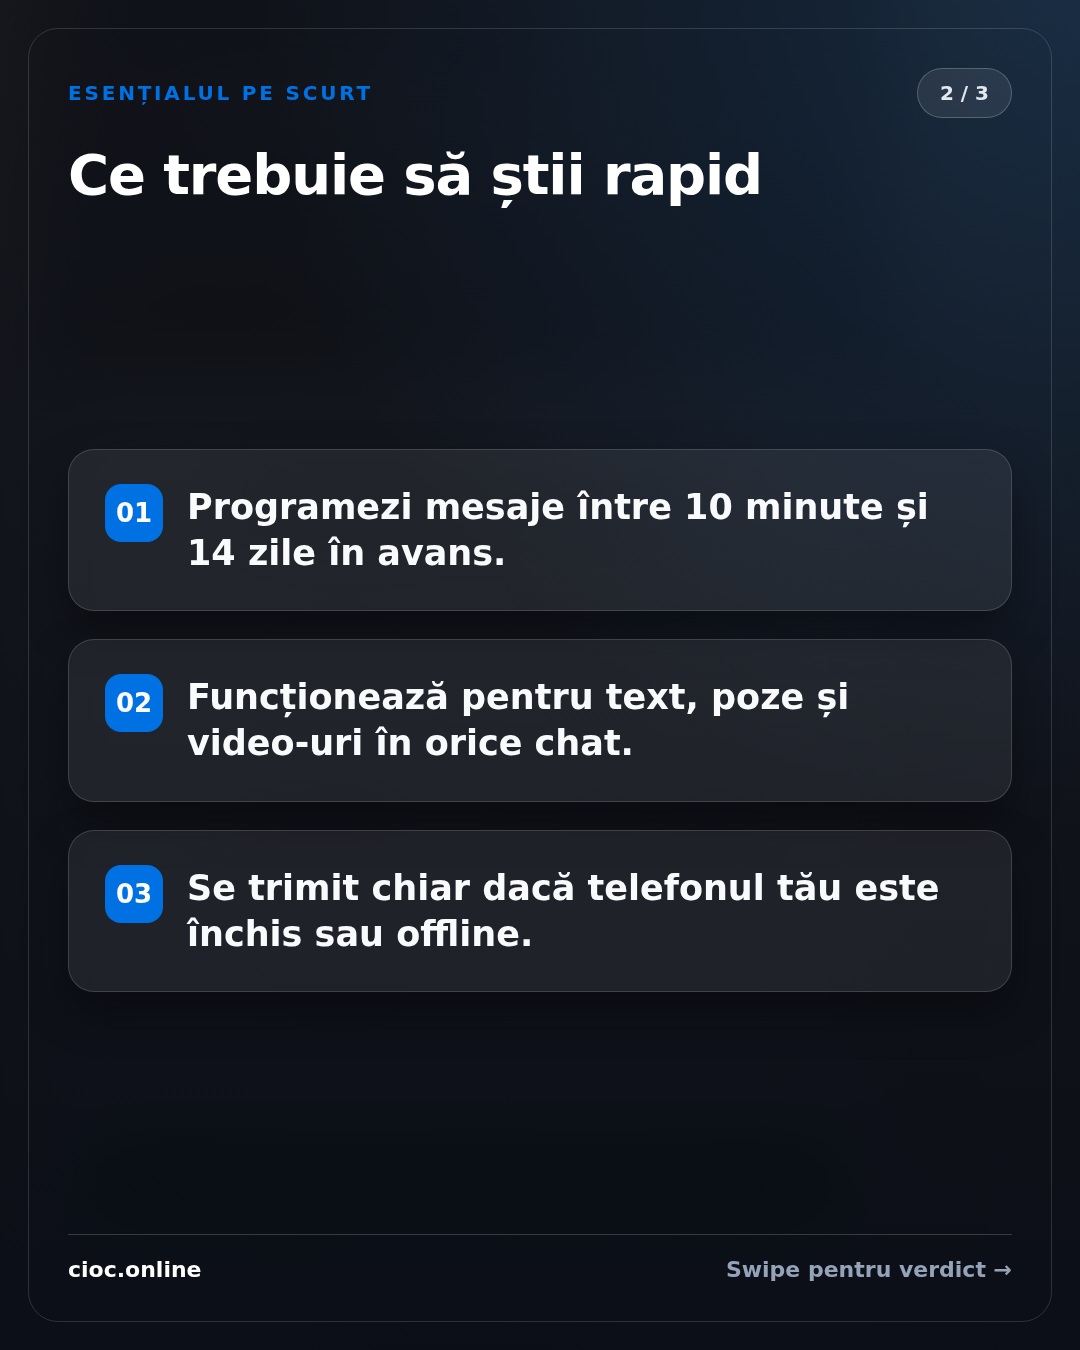 ESENȚIALUL PE SCURT
2 / 3
Ce trebuie să știi rapid
01
Programezi mesaje între 10 minute și
14 zile în avans.
02
Funcționează pentru text, poze și
video-uri în orice chat.
03
Se trimit chiar dacă telefonul tău este
închis sau offline.
cioc.online
Swipe pentru verdict →